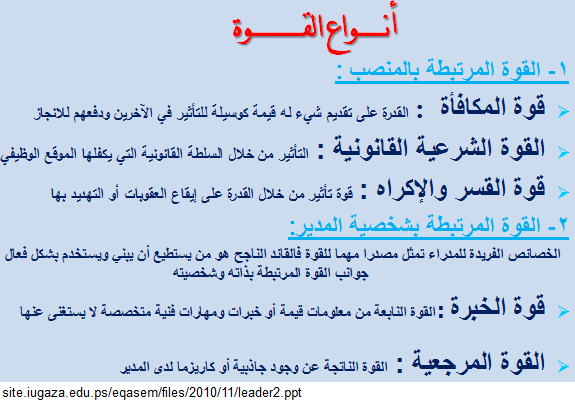 أنـــواع القـــــوة
١- القوة المرتبطة بالمنصب :
قوة المكافأة : القدرة على تقديم شيء له قيمة كوسيلة للتأثير في الآخرين ودفعهم للانجاز
القوة الشرعية القانونية : التأثير من خلال السلطة القانونية التي يكفلها الموقع الوظيفي
قوة القسر والإكراه : قوة تأثير من خلال القدرة على إيقاع العقوبات أو التهديد بها
٢- القوة المرتبطة بشخصية المدير:
الخصائص الفريدة للمدراء تمثل مصدرا مهما للقوة فالقائد الناجح هو من يستطيع أن يبني ويستخدم بشكل فعال
جوانب القوة المرتبطة بذاته وشخصيته
قوة الخبرة : القوة النابعة من معلومات قيمة أو خبرات ومهارات فنية متخصصة لا يستغنى عنها
القوة المرجعية : القوة الناتجة عن وجود جاذبية أو كاريزما لدى المدير
site.iugaza.edu.ps/eqasem/files/2010/11/leader2.ppt